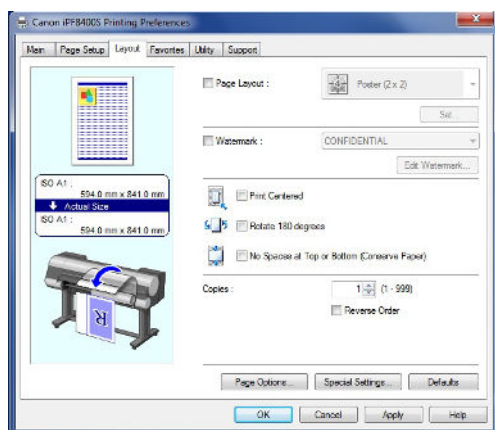 Canon iPF8400S Printing Preferences
Main Page Setup Layout Favorites Utility Support
Page Layout : Poster (2 x 2)
Set...
Watermark : CONFIDENTIAL
Edit Watermark...
ISO A1 :
594.0 mm x 841.0 mm
Actual Size
ISO A1 :
594.0 mm x 841.0 mm
Print Centered
Rotate 180 degrees
No Spaces at Top or Bottom (Conserve Paper)
Copies : 1 (1 - 999)
Reverse Order
R
Page Options... Special Settings... Defaults
OK Cancel Apply Help